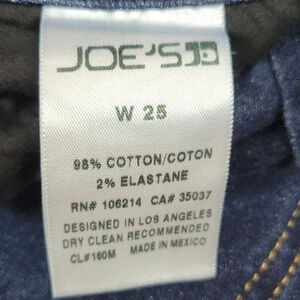 JOE'S
W 25
98% COTTON/COTON
2% ELASTANE
RN# 106214 CA# 35037
DESIGNED IN LOS ANGELES
DRY CLEAN RECOMMENDED
CL#160M MADE IN MEXICO